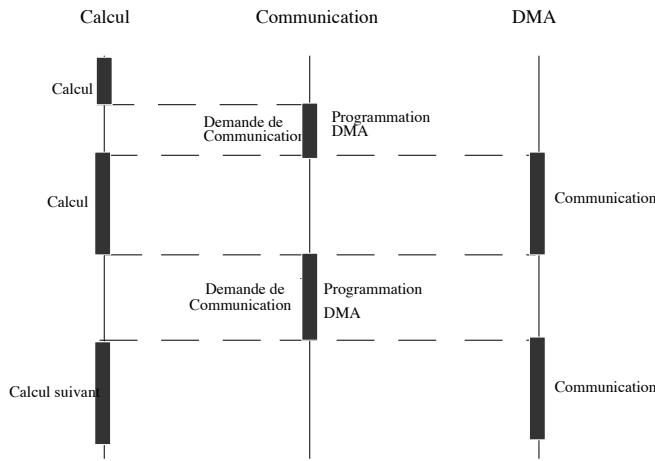 Calcul Communication DMA
Calcul
Demande de
Communication
Programmation
DMA
Calcul
Communication
Demande de
Communication
Programmation
DMA
Calcul suivant
Communication